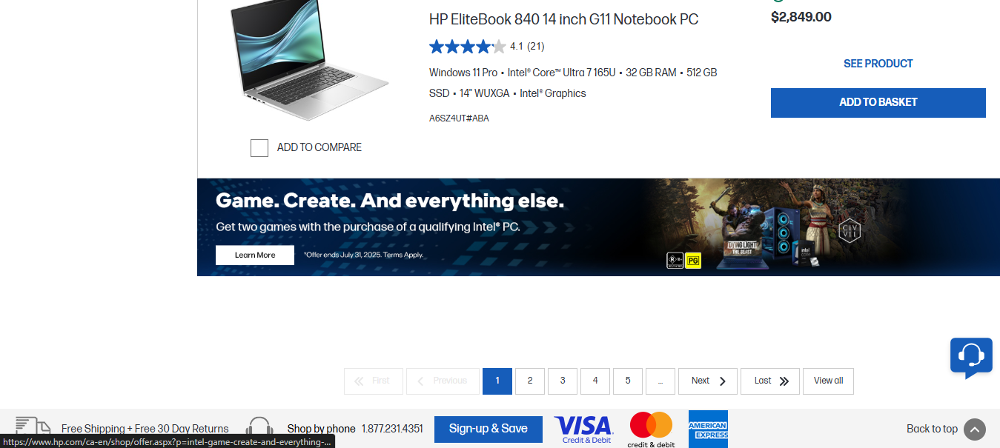 HP EliteBook 840 14 inch G11 Notebook PC
$2,849.00
4.1 (21)
SEE PRODUCT
Windows 11 Pro • Intel® Core™ Ultra 7 165U • 32 GB RAM • 512 GB
SSD • 14" WUXGA • Intel® Graphics
ADD TO BASKET
A6SZ4UT#ABA
ADD TO COMPARE
Game. Create. And everything else.
Get two games with the purchase of a qualifying Intel® PC.
Learn More
*Offer ends July 31, 2025. Terms Apply.
DYING LIGHT
THE BEAST
intel
CORE
CIV
VII
R
PG
First
Previous
1
2
3
4
5
...
Next
Last
View all
Free Shipping + Free 30 Day Returns
Shop by phone 1.877.231.4351
Sign-up & Save
VISA
Credit & Debit
credit & debit
AMERICAN
EXPRESS
Back to top
https://www.hp.com/ca-en/shop/offer.aspx?p=intel-game-create-and-everything-...